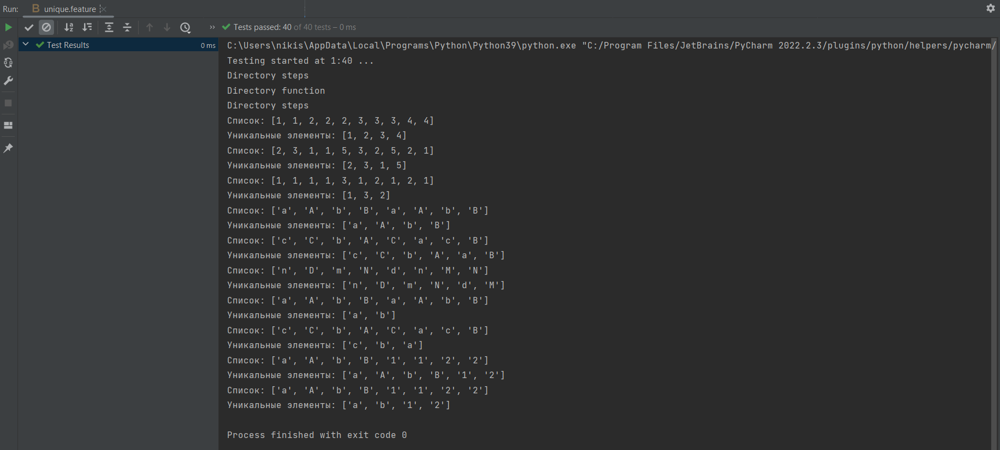 Run: unique.feature
Tests passed: 40 of 40 tests – 0 ms
Test Results 0 ms
C:\Users\nikis\AppData\Local\Programs\Python\Python39\python.exe "C:/Program Files/JetBrains/PyCharm 2022.2.3/plugins/python/helpers/pycharm/
Testing started at 1:40 ...
Directory steps
Directory function
Directory steps
Список: [1, 1, 2, 2, 2, 3, 3, 3, 4, 4]
Уникальные элементы: [1, 2, 3, 4]
Список: [2, 3, 1, 1, 5, 3, 2, 5, 2, 1]
Уникальные элементы: [2, 3, 1, 5]
Список: [1, 1, 1, 1, 3, 1, 2, 1, 2, 1]
Уникальные элементы: [1, 3, 2]
Список: ['a', 'A', 'b', 'B', 'a', 'A', 'b', 'B']
Уникальные элементы: ['a', 'A', 'b', 'B']
Список: ['c', 'C', 'b', 'A', 'C', 'a', 'c', 'B']
Уникальные элементы: ['c', 'C', 'b', 'A', 'a', 'B']
Список: ['n', 'D', 'm', 'N', 'd', 'n', 'M', 'N']
Уникальные элементы: ['n', 'D', 'm', 'N', 'd', 'M']
Список: ['a', 'A', 'b', 'B', 'a', 'A', 'b', 'B']
Уникальные элементы: ['a', 'b']
Список: ['c', 'C', 'b', 'A', 'C', 'a', 'c', 'B']
Уникальные элементы: ['c', 'b', 'a']
Список: ['a', 'A', 'b', 'B', '1', '1', '2', '2']
Уникальные элементы: ['a', 'A', 'b', 'B', '1', '2']
Список: ['a', 'A', 'b', 'B', '1', '1', '2', '2']
Уникальные элементы: ['a', 'b', '1', '2']
Process finished with exit code 0